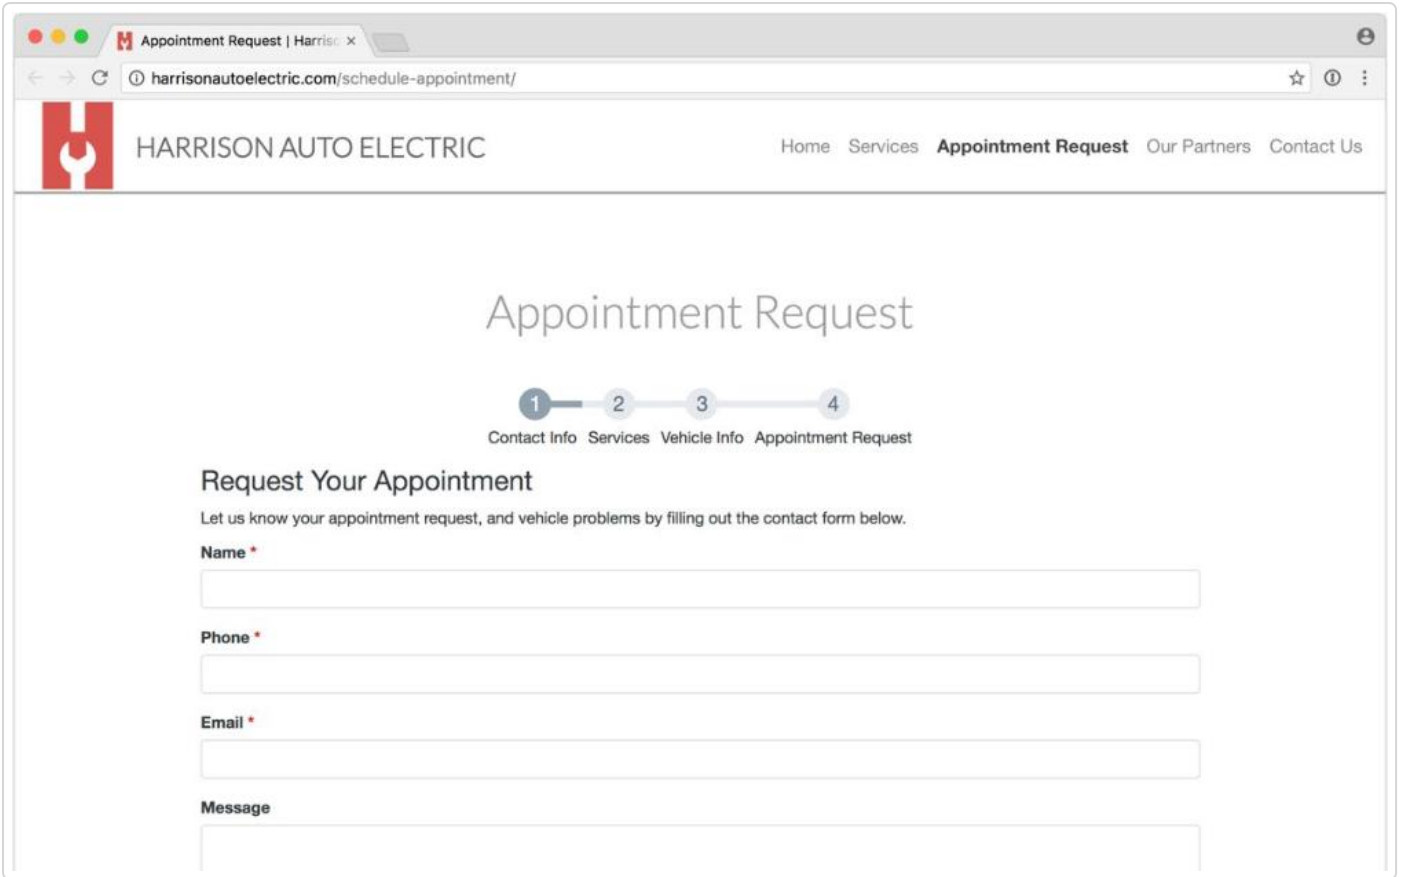 Appointment Request | Harris
harrisonautoelectric.com/schedule-appointment/
HARRISON AUTO ELECTRIC
Home Services Appointment Request Our Partners Contact Us
Appointment Request
1 2 3 4
Contact Info Services Vehicle Info Appointment Request
Request Your Appointment
Let us know your appointment request, and vehicle problems by filling out the contact form below.
Name *
Phone *
Email *
Message